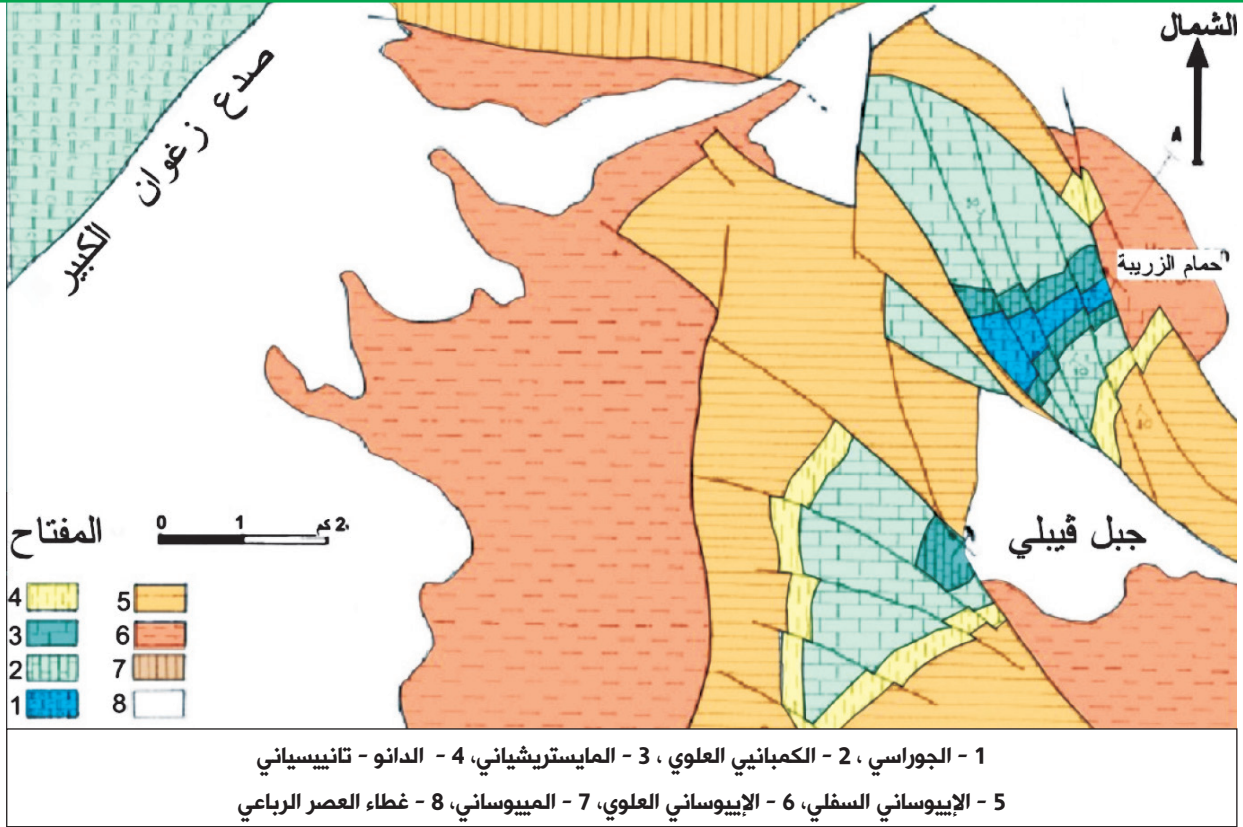 الشمال
صدع زغوان الكبير
حمام الزريبة
جبل ڨيبلي
المفتاح
0 1 2 كم
4 5
3 6
2 7
1 8
1 - الجوراسي ، 2 - الكمبانيي العلوي ، 3 - المايستريشياني، 4 - الدانو - تانييسياني
5 - الإييوساني السفلي، 6 - الإييوساني العلوي، 7 - المييوساني، 8 - غطاء العصر الرباعي